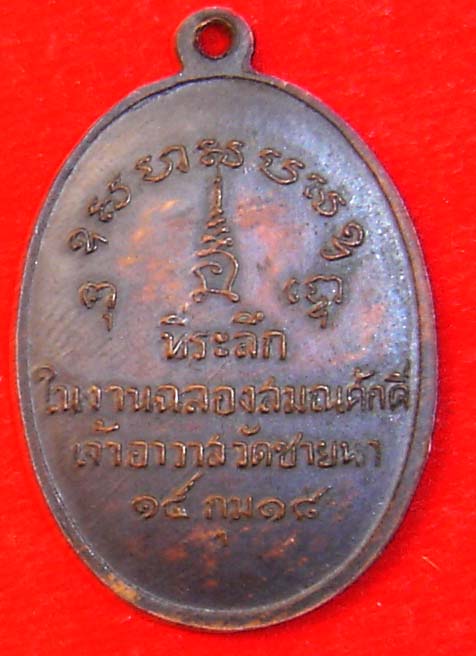 ที่ระลึก
ในงานฉลองสมณศักดิ์
เจ้าอาวาสวัดชายนา
๑๕ กุม ๑๘